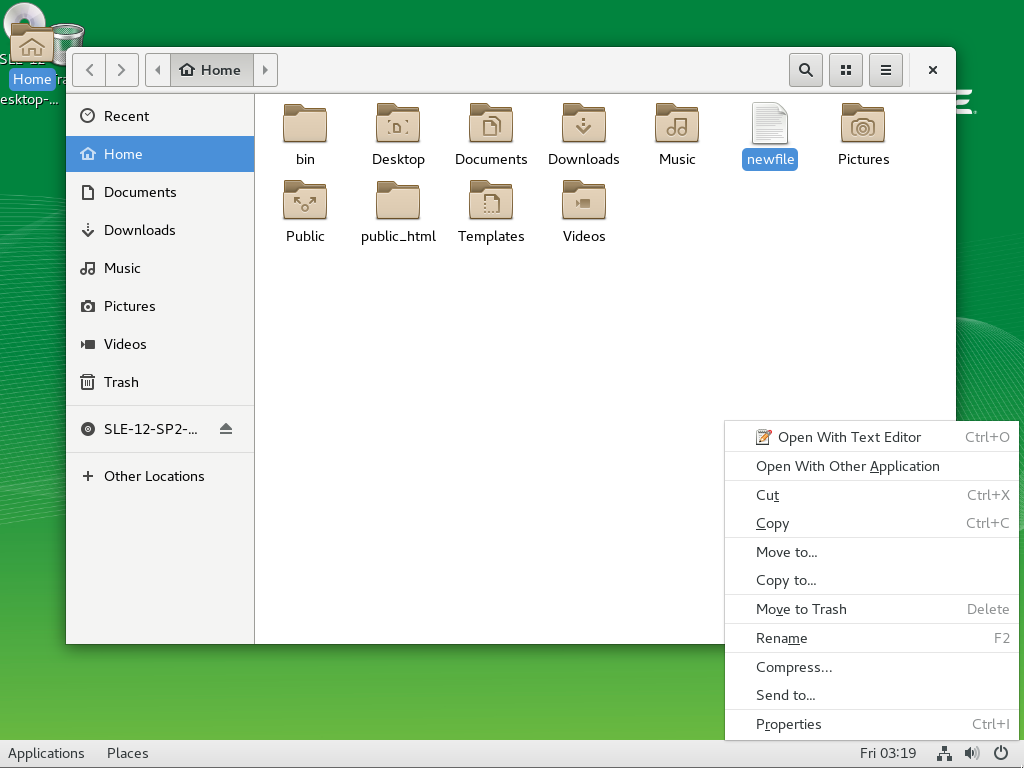 Home
Home
Recent
Home
Documents
Downloads
Music
Pictures
Videos
Trash
SLE-12-SP2-...
Other Locations
bin
Desktop
Documents
Downloads
Music
newfile
Pictures
Public
public_html
Templates
Videos
Open With Text Editor Ctrl+O
Open With Other Application
Cut Ctrl+X
Copy Ctrl+C
Move to...
Copy to...
Move to Trash Delete
Rename F2
Compress...
Send to...
Properties Ctrl+I
Applications Places Fri 03:19